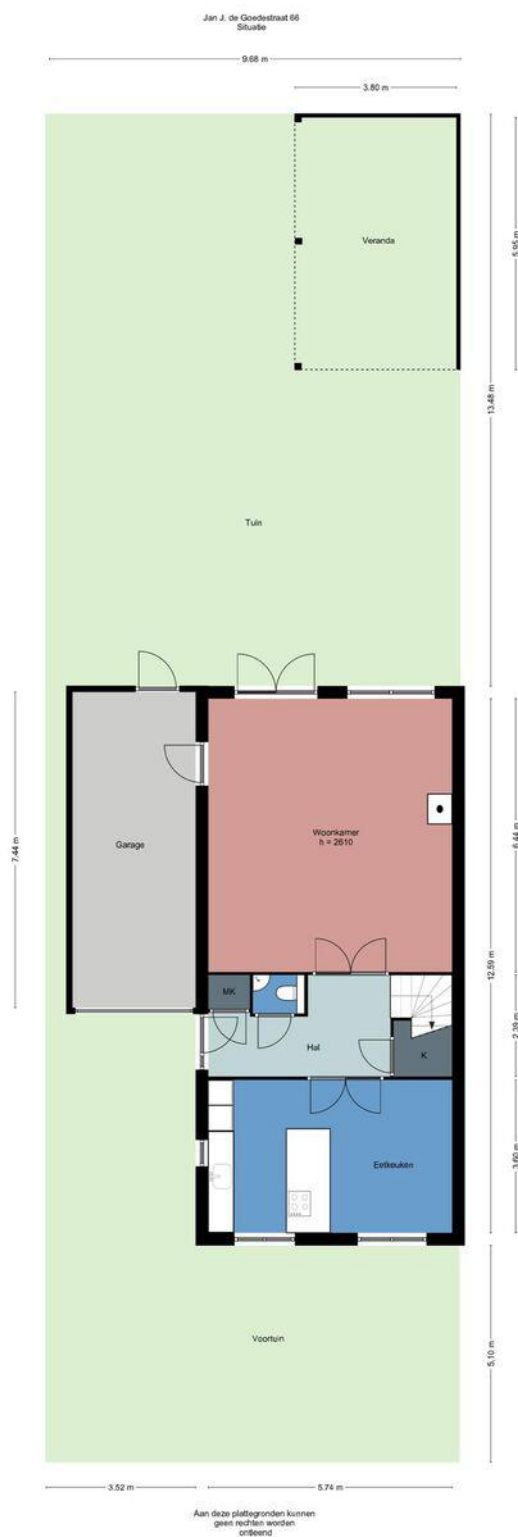 Jan J. de Goedestraat 66
Situatie
9.68 m
3.80 m
Veranda
5.95 m
13.48 m
Tuin
Garage
7.44 m
Woonkamer
h = 2610
6.44 m
12.59 m
MK
Hal
K
2.39 m
Eetkeuken
3.60 m
Voortuin
5.10 m
3.52 m
5.74 m
Aan deze plattegronden kunnen
geen rechten worden
ontleend